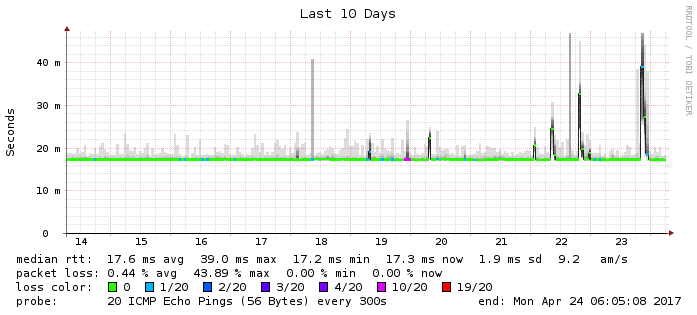 Last 10 Days
RRDTOOL / TOBI OETIKER
Seconds
40 m
30 m
20 m
10 m
0
14 15 16 17 18 19 20 21 22 23
median rtt: 17.6 ms avg 39.0 ms max 17.2 ms min 17.3 ms now 1.9 ms sd 9.2 am/s
packet loss: 0.44 % avg 43.89 % max 0.00 % min 0.00 % now
loss color: 0 1/20 2/20 3/20 4/20 10/20 19/20
probe: 20 ICMP Echo Pings (56 Bytes) every 300s end: Mon Apr 24 06:05:08 2017